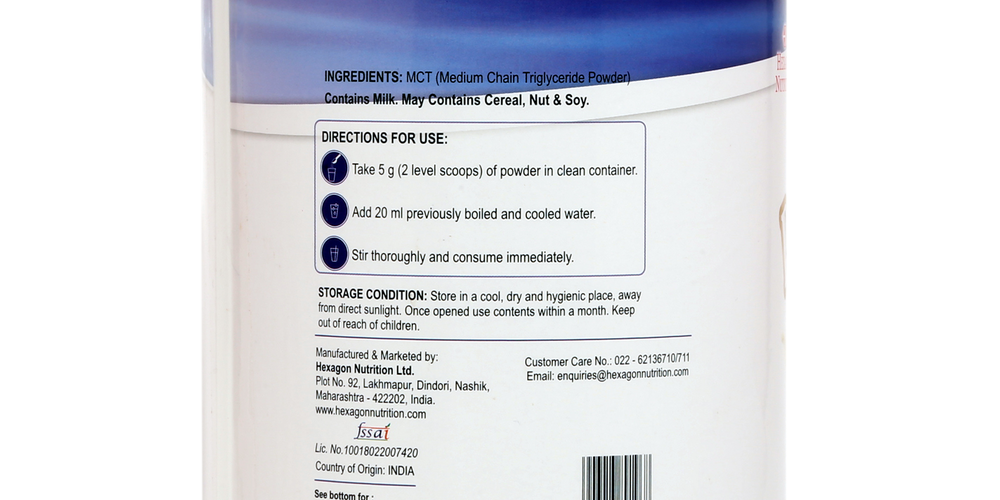 INGREDIENTS: MCT (Medium Chain Triglyceride Powder)
Contains Milk. May Contains Cereal, Nut & Soy.
DIRECTIONS FOR USE:
Take 5 g (2 level scoops) of powder in clean container.
Add 20 ml previously boiled and cooled water.
Stir thoroughly and consume immediately.
STORAGE CONDITION: Store in a cool, dry and hygienic place, away
from direct sunlight. Once opened use contents within a month. Keep
out of reach of children.
Manufactured & Marketed by:
Hexagon Nutrition Ltd.
Plot No. 92, Lakhmapur, Dindori, Nashik,
Maharashtra - 422202, India.
www.hexagonnutrition.com
fssai
Lic. No.10018022007420
Country of Origin: INDIA
See bottom for :
Customer Care No.: 022 - 62136710/711
Email: enquiries@hexagonnutrition.com